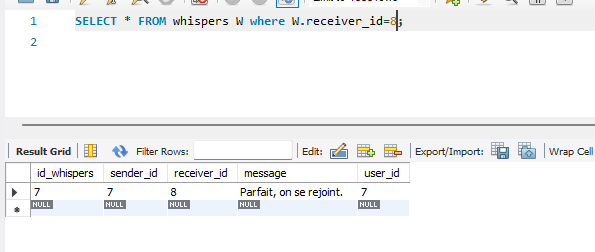 1 SELECT * FROM whispers W where W.receiver_id=8;
2
Result Grid Filter Rows: Edit: Export/Import: Wrap Cell
id_whispers sender_id receiver_id message user_id
7 7 8 Parfait, on se rejoint. 7
NULL NULL NULL NULL NULL